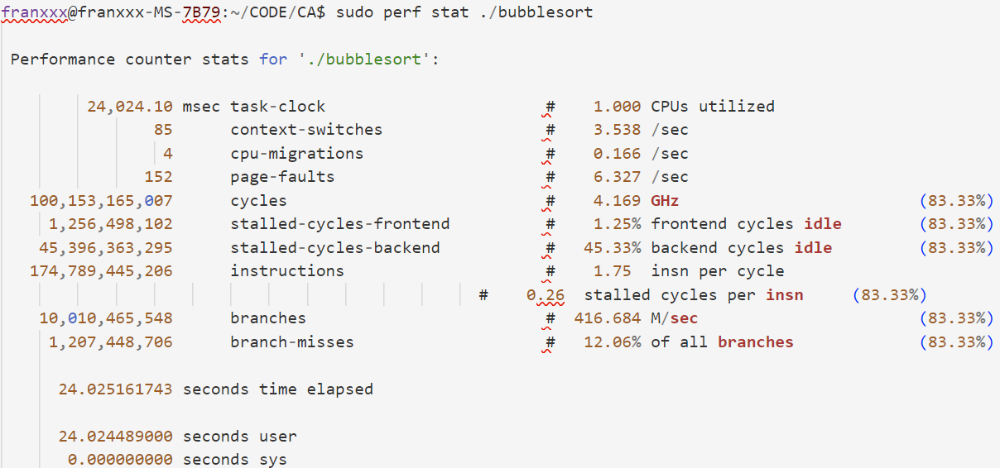 franxxx@franxxx-MS-7B79:~/CODE/CA$ sudo perf stat ./bubblesort
Performance counter stats for './bubblesort':
24,024.10 msec task-clock # 1.000 CPUs utilized
85 context-switches # 3.538 /sec
4 cpu-migrations # 0.166 /sec
152 page-faults # 6.327 /sec
100,153,165,007 cycles # 4.169 GHz (83.33%)
1,256,498,102 stalled-cycles-frontend # 1.25% frontend cycles idle (83.33%)
45,396,363,295 stalled-cycles-backend # 45.33% backend cycles idle (83.33%)
174,789,445,206 instructions # 1.75 insn per cycle
# 0.26 stalled cycles per insn (83.33%)
10,010,465,548 branches # 416.684 M/sec (83.33%)
1,207,448,706 branch-misses # 12.06% of all branches (83.33%)
24.025161743 seconds time elapsed
24.024489000 seconds user
0.000000000 seconds sys